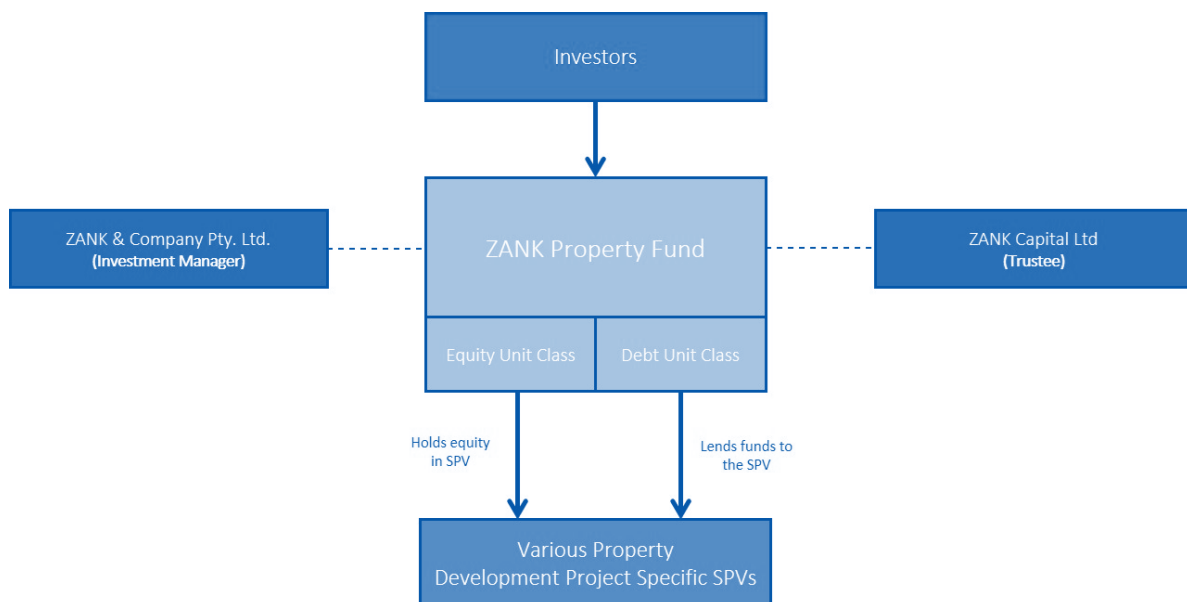 Investors
ZANK & Company Pty. Ltd.
(Investment Manager)
ZANK Property Fund
ZANK Capital Ltd
(Trustee)
Equity Unit Class
Debt Unit Class
Holds equity
in SPV
Lends funds to
the SPV
Various Property
Development Project Specific SPVs